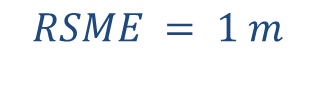 RSME = 1 m